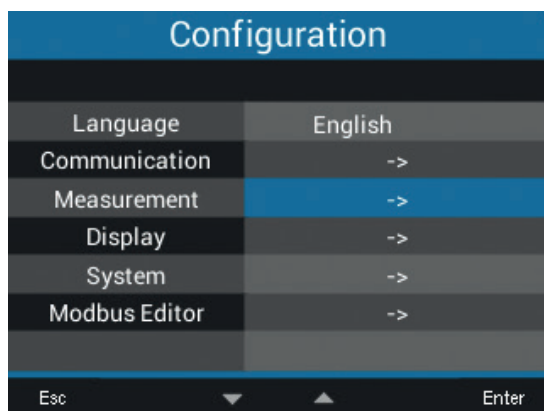 Configuration
Language English
Communication ->
Measurement ->
Display ->
System ->
Modbus Editor ->
Esc Enter